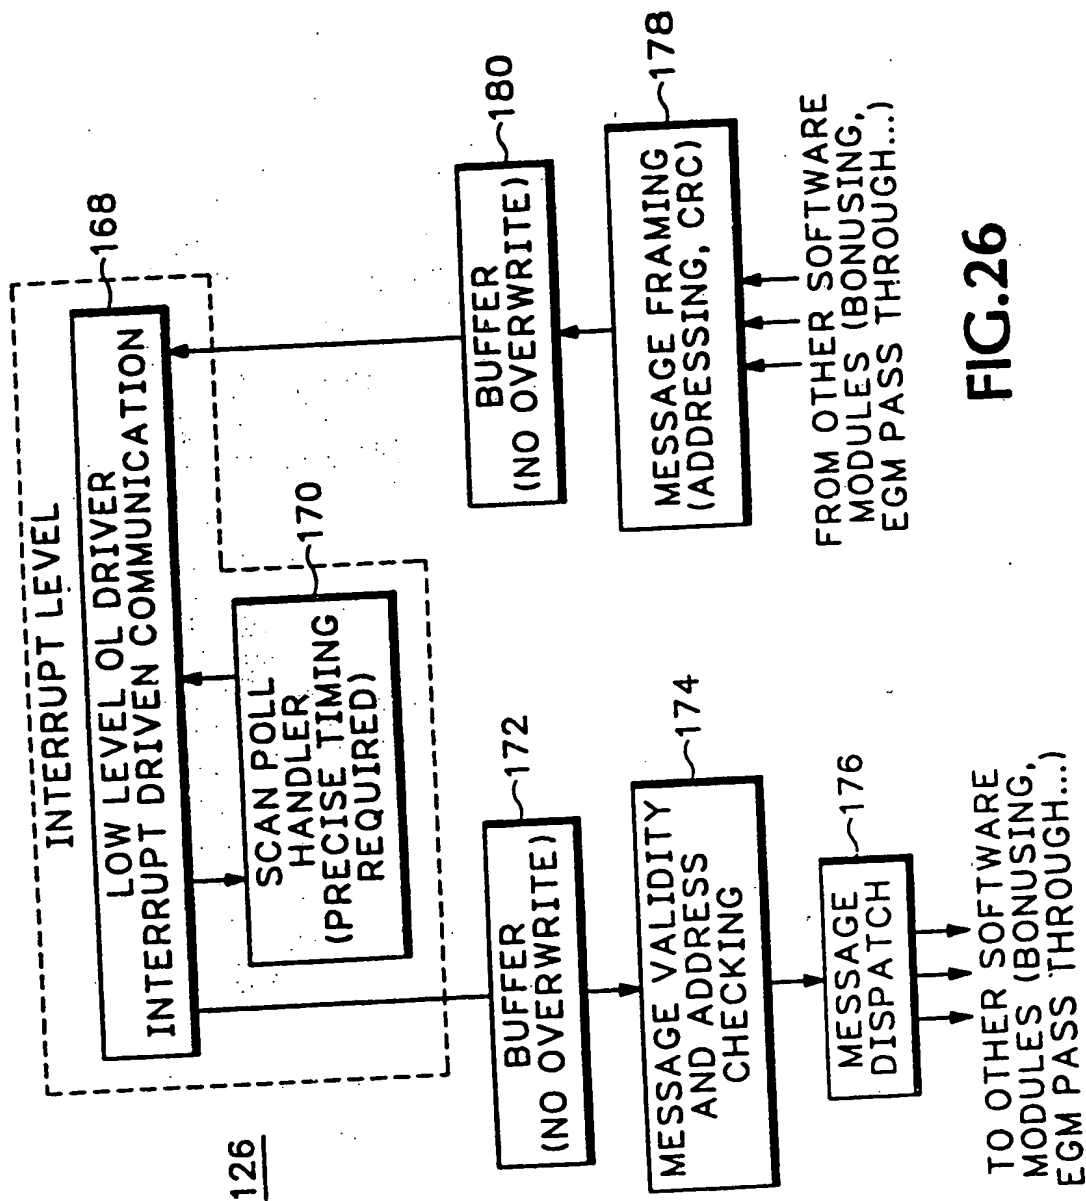 126
INTERRUPT LEVEL
168
LOW LEVEL OL DRIVER
INTERRUPT DRIVEN COMMUNICATION
170
SCAN POLL
HANDLER
(PRECISE TIMING
REQUIRED)
172
BUFFER
(NO OVERWRITE)
174
MESSAGE VALIDITY
AND ADDRESS
CHECKING
176
MESSAGE
DISPATCH
TO OTHER SOFTWARE
MODULES (BONUSING,
EGM PASS THROUGH...)
180
BUFFER
(NO OVERWRITE)
178
MESSAGE FRAMING
(ADDRESSING, CRC)
FROM OTHER SOFTWARE
MODULES (BONUSING,
EGM PASS THROUGH...)
FIG.26